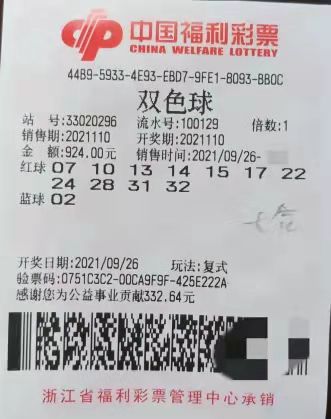 中国福利彩票
CHINA WELFARE LOTTERY
44B9-5933-4E93-EBD7-9FE1-8093-BB0C
双色球
站 号:33020296 流水号:100129 倍数:1
销售期:2021110 开奖期:2021110
金 额:924.00元 销售时间:2021/09/26-
红球 07 10 13 14 15 17 22
24 28 31 32
蓝球 02
开奖日期:2021/09/26 玩法:复式
验票码:0751C3C2-00CA9F9F-425E222A
感谢您为公益事业贡献332.64元
浙江省福利彩票管理中心承销